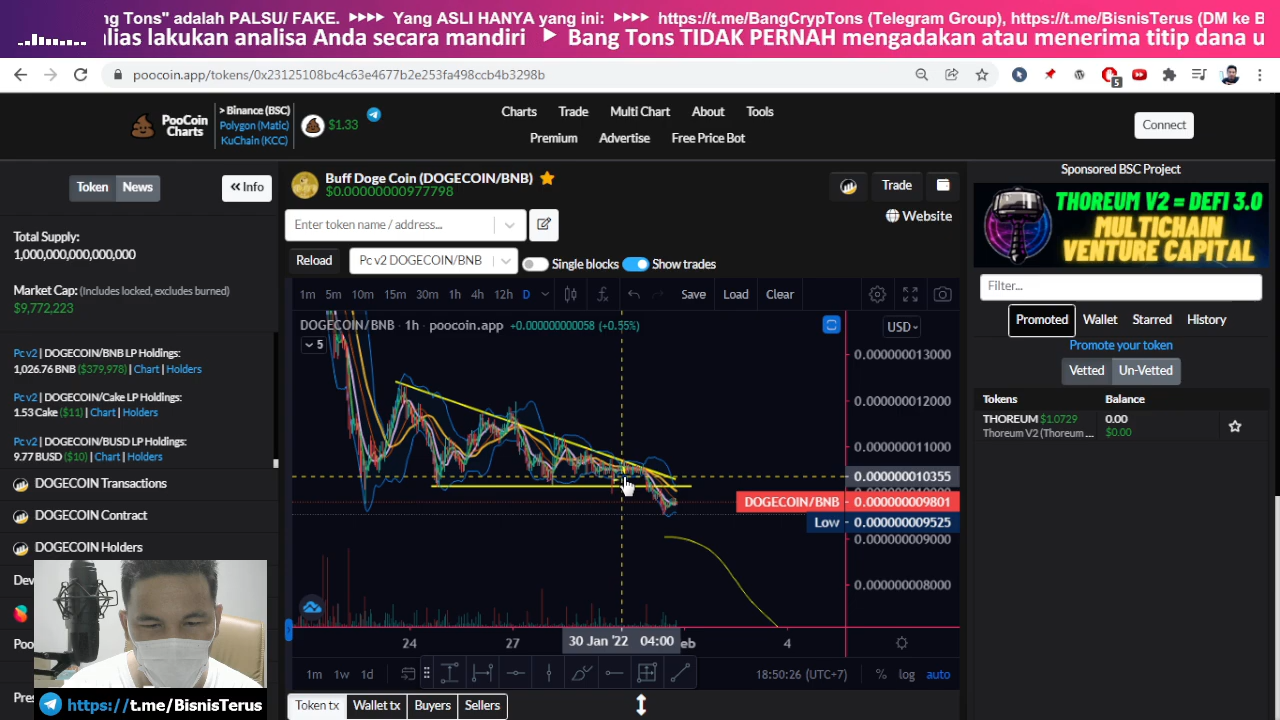 ng Tons" adalah PALSU/ FAKE. ►►►► Yang ASLI HANYA yang ini: ►►►► https://t.me/BangCrypTons (Telegram Group), https://t.me/BisnisTerus (DM ke B
lias lakukan analisa Anda secara mandiri ► Bang Tons TIDAK PERNAH mengadakan atau menerima titip dana u
poocoin.app/tokens/0x23125108bc4c63e4677b2e253fa498ccb4b3298b
5
PooCoin Charts
> Binance (BSC)
Polygon (Matic)
KuChain (KCC)
$1.33
Charts Trade Multi Chart About Tools
Premium Advertise Free Price Bot
Connect
Token News
Info
Total Supply:
1,000,000,000,000,000
Market Cap: (Includes locked, excludes burned)
$9,772,223
Pc v2 | DOGECOIN/BNB LP Holdings:
1,026.76 BNB ($379,978) | Chart | Holders
Pc v2 | DOGECOIN/Cake LP Holdings:
1.53 Cake ($11) | Chart | Holders
Pc v2 | DOGECOIN/BUSD LP Holdings:
9.77 BUSD ($10) | Chart | Holders
DOGECOIN Transactions
DOGECOIN Contract
DOGECOIN Holders
https://t.me/BisnisTerus
Buff Doge Coin (DOGECOIN/BNB)
$0.00000000977798
Trade
Website
Enter token name / address...
Reload
Pc v2 DOGECOIN/BNB
Single blocks
Show trades
1m 5m 10m 15m 30m 1h 4h 12h D
Save Load Clear
DOGECOIN/BNB · 1h · poocoin.app +0.000000000058 (+0.55%)
5
USD
0.000000013000
0.000000012000
0.000000011000
0.000000010355
DOGECOIN/BNB 0.000000009801
Low 0.000000009525
0.000000009000
0.000000008000
24 27 30 Jan '22 04:00 eb 4
1m 1w 1d
18:50:26 (UTC+7) % log auto
Token tx Wallet tx Buyers Sellers
Sponsored BSC Project
THOREUM V2 = DEFI 3.0
MULTICHAIN
VENTURE CAPITAL
Filter...
Promoted Wallet Starred History
Promote your token
Vetted Un-Vetted
Tokens Balance
THOREUM $1.0729 0.00
Thoreum V2 (Thoreum ... $0.00